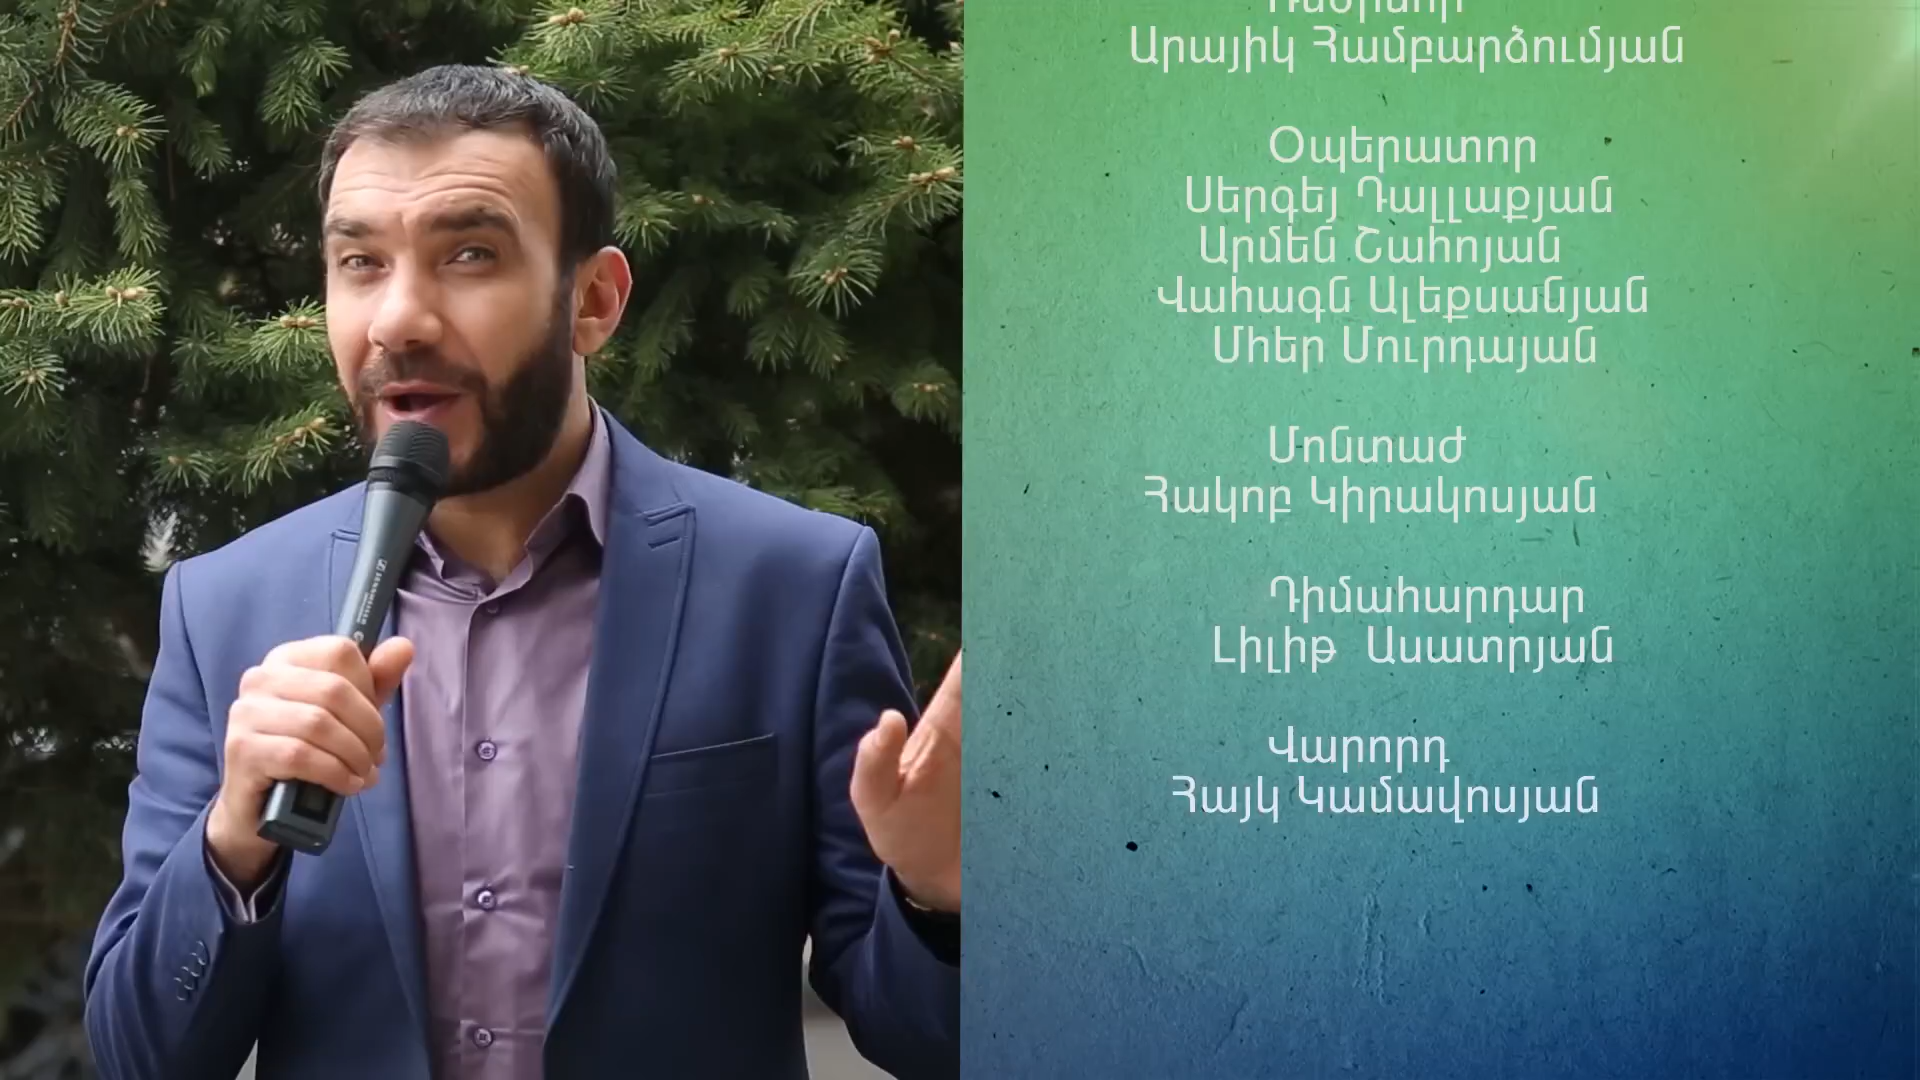 Արայիկ Համբարձումյան
Օպերատոր
Սերգեյ Դալլաքյան
Արմեն Շահոյան
Վահագն Ալեքսանյան
Մհեր Մուրդայան
Մոնտաժ
Հակոբ Կիրակոսյան
Դիմահարդար
Լիլիթ Ասատրյան
Վարորդ
Հայկ Կամավոսյան
SENNHEISER